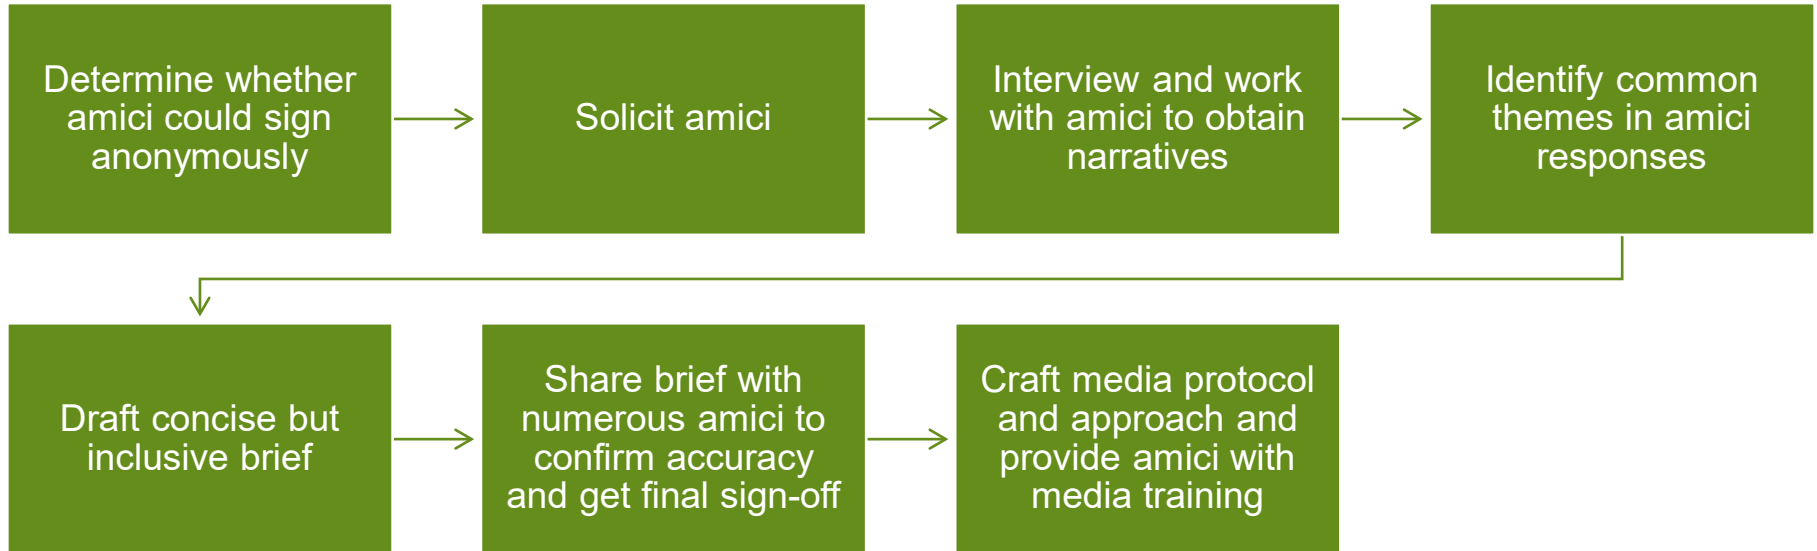 Determine whether
amici could sign
anonymously
Solicit amici
Interview and work
with amici to obtain
narratives
Identify common
themes in amici
responses
Draft concise but
inclusive brief
Share brief with
numerous amici to
confirm accuracy
and get final sign-off
Craft media protocol
and approach and
provide amici with
media training